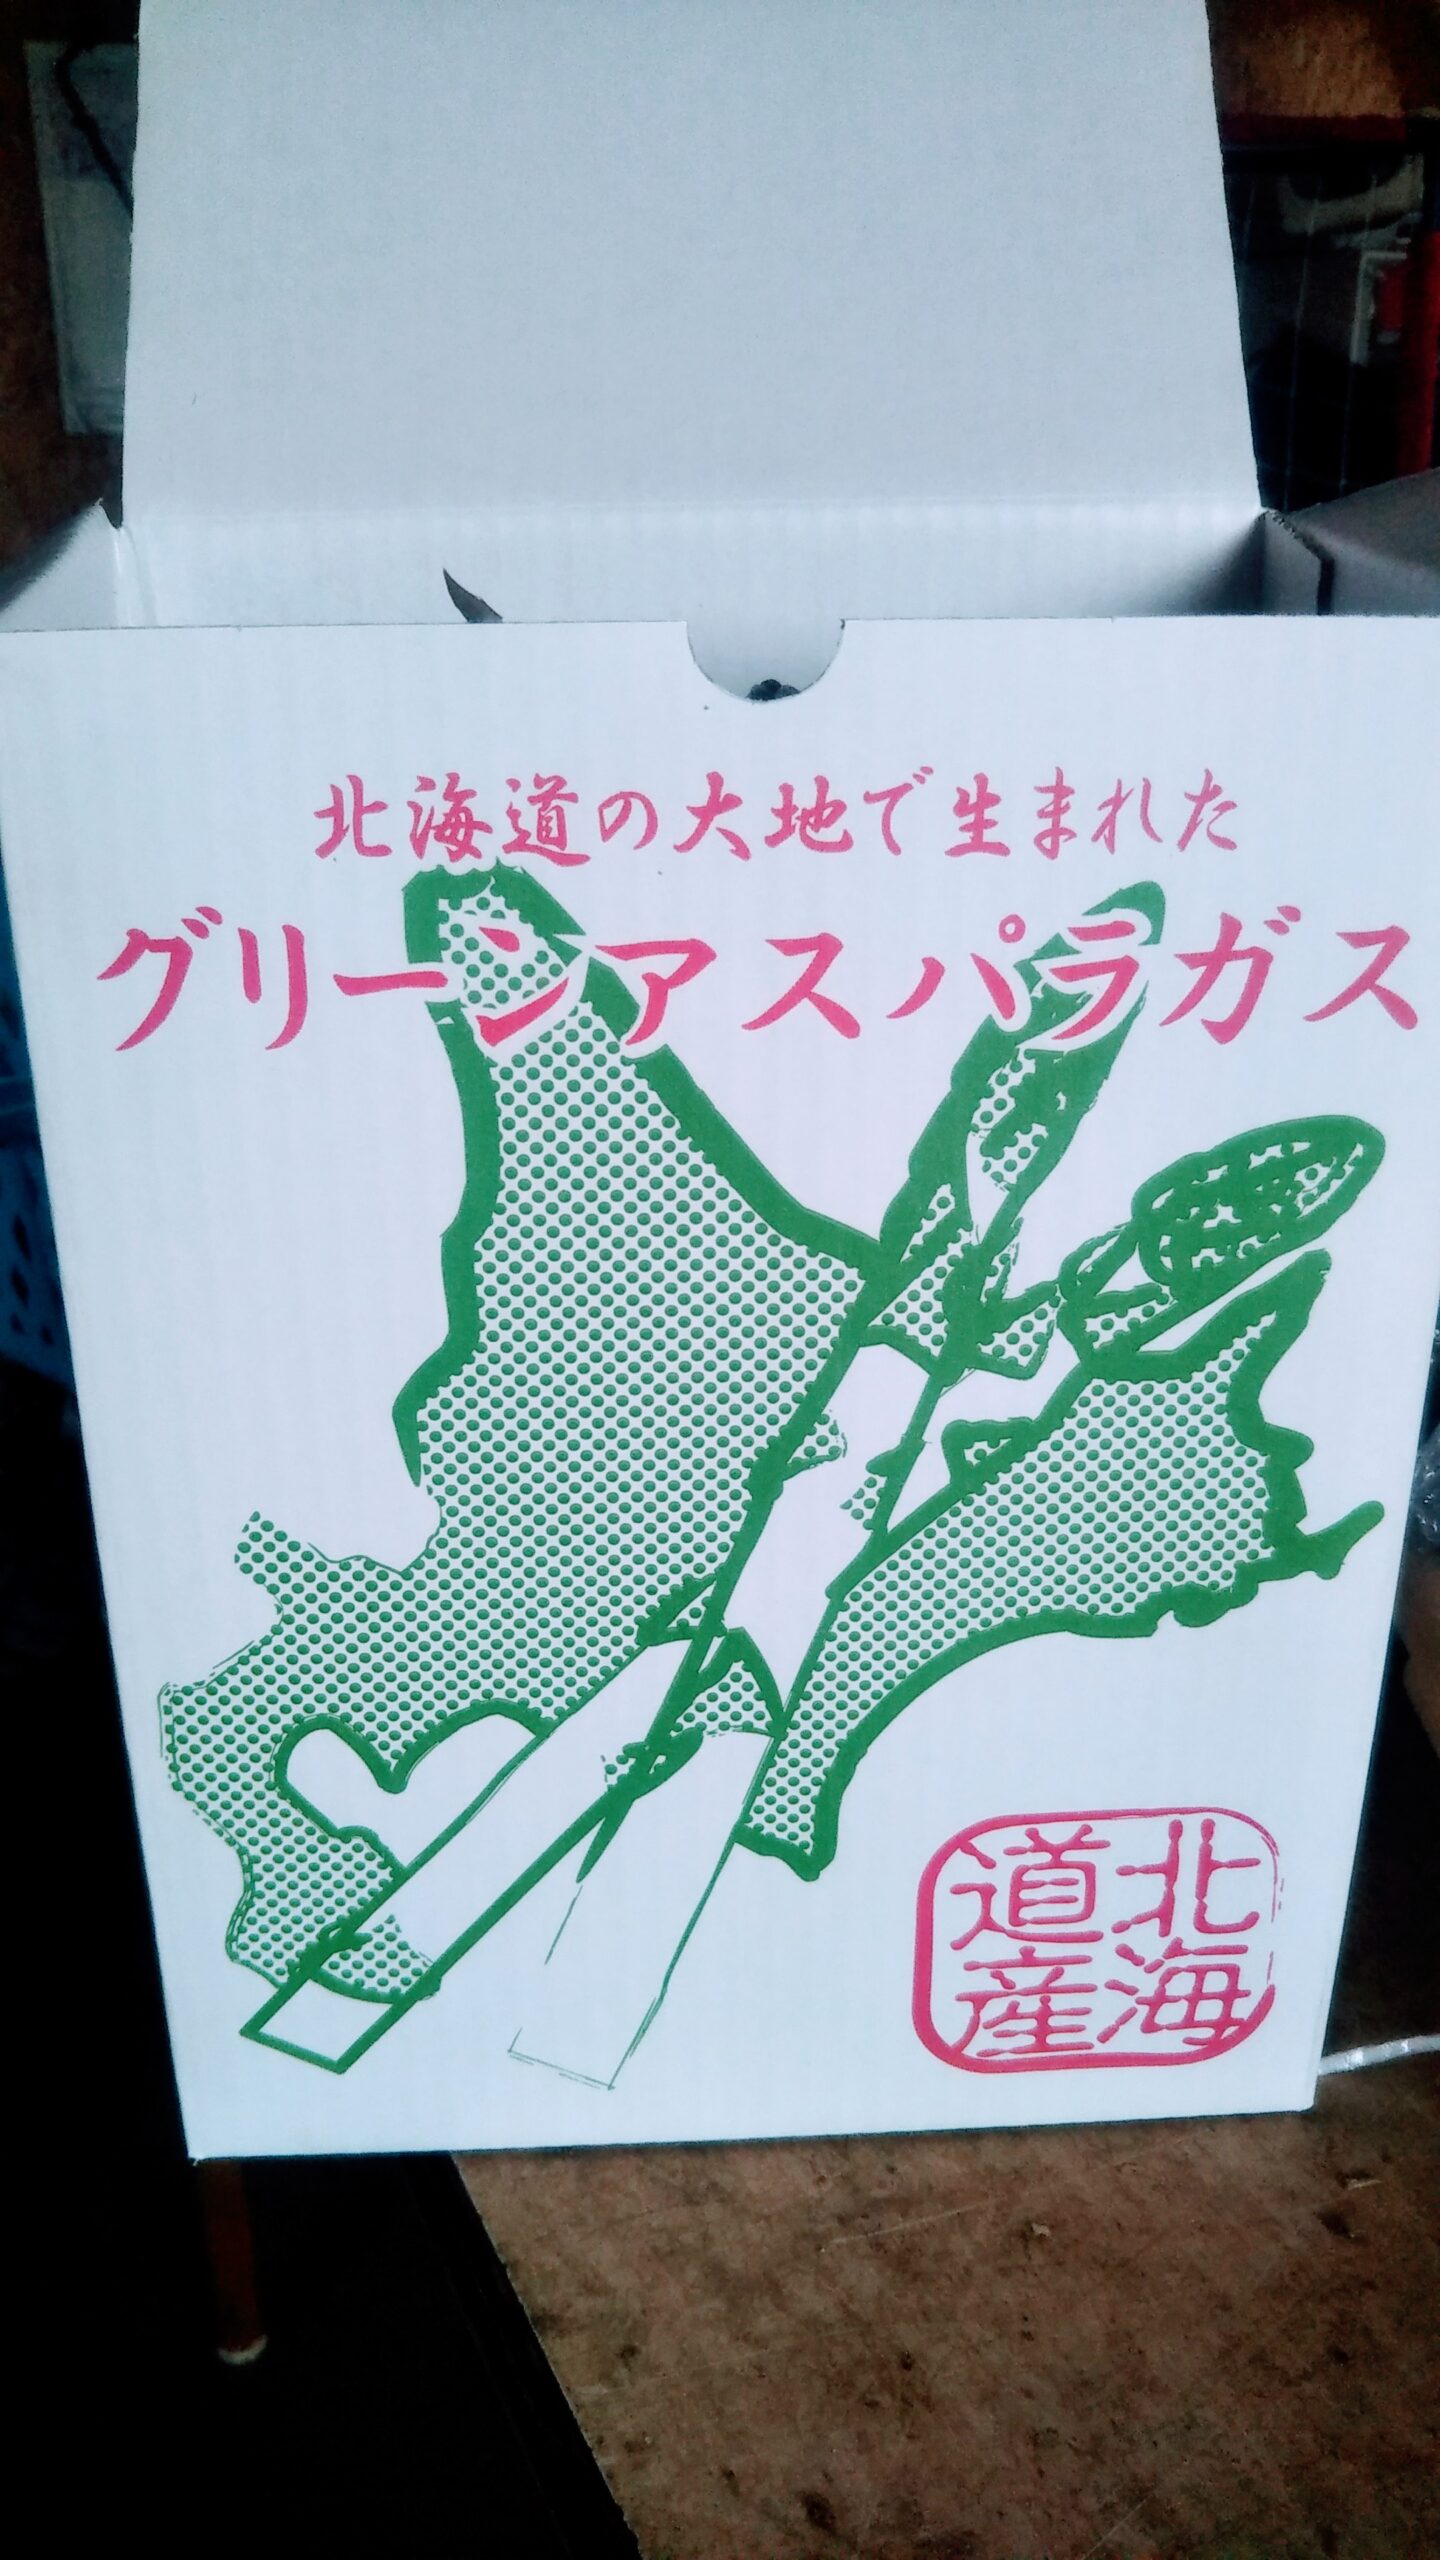 北海道の大地で生まれた
グリーンアスパラガス
北海
道産